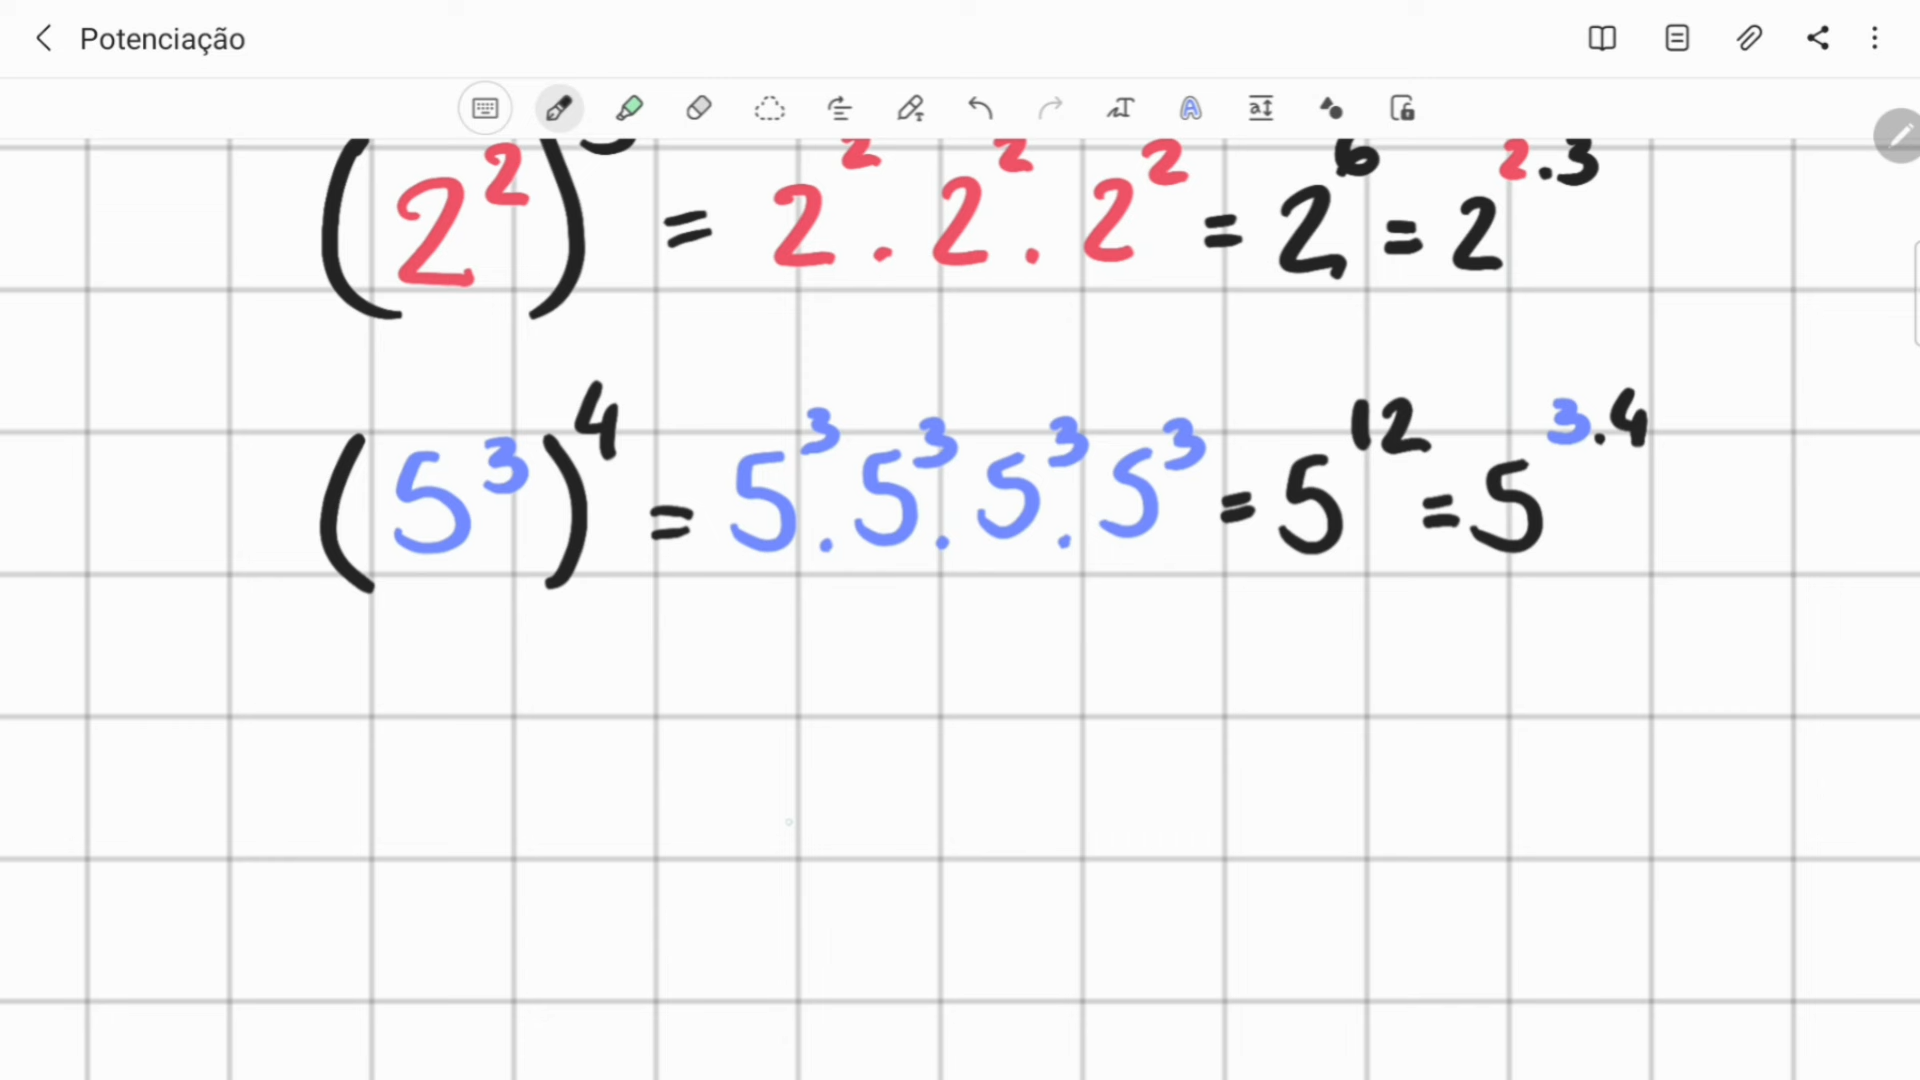 Potenciação
(2²)³ = 2² . 2² . 2² = 2⁶ = 2^2.3
(5³)⁴ = 5³ . 5³ . 5³ . 5³ = 5¹² = 5^3.4